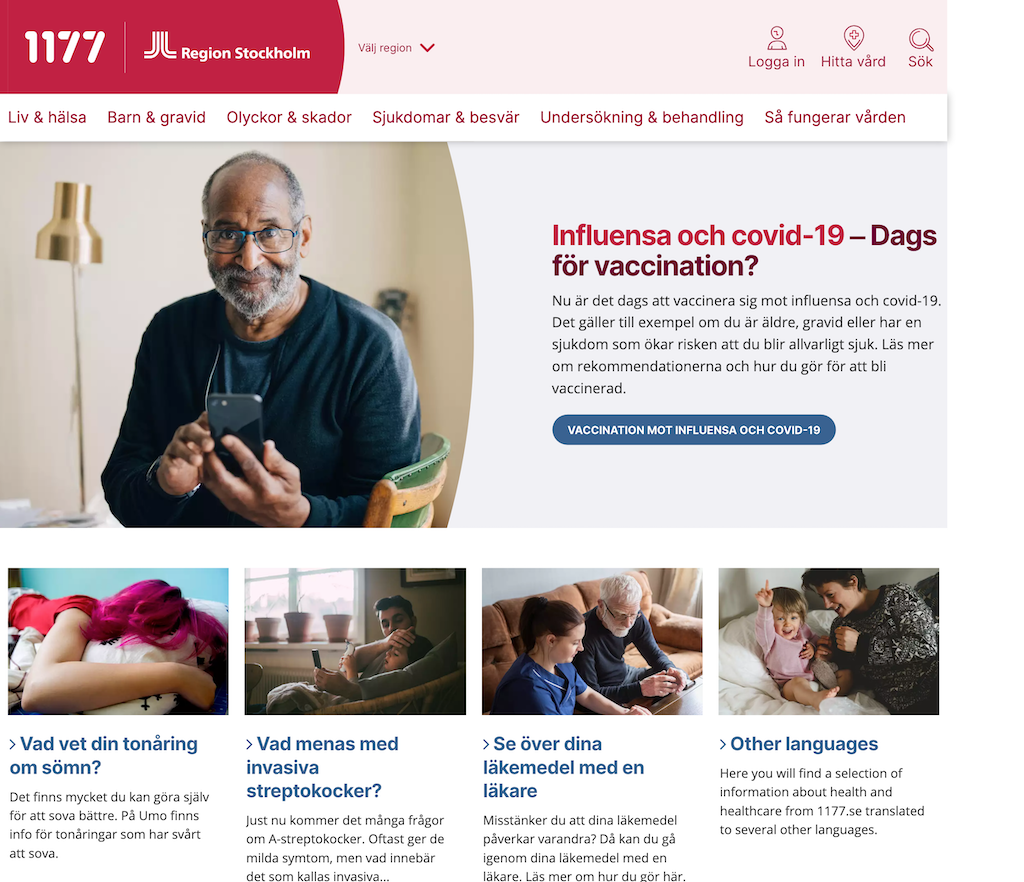 1177
Region Stockholm
Välj region
Logga in
Hitta vård
Sök
Liv & hälsa
Barn & gravid
Olyckor & skador
Sjukdomar & besvär
Undersökning & behandling
Så fungerar vården
Influensa och covid-19 – Dags
för vaccination?
Nu är det dags att vaccinera sig mot influensa och covid-19.
Det gäller till exempel om du är äldre, gravid eller har en
sjukdom som ökar risken att du blir allvarligt sjuk. Läs mer
om rekommendationerna och hur du gör för att bli
vaccinerad.
VACCINATION MOT INFLUENSA OCH COVID-19
Vad vet din tonåring
om sömn?
Det finns mycket du kan göra själv
för att sova bättre. På Umo finns
info för tonåringar som har svårt
att sova.
Vad menas med
invasiva
streptokocker?
Just nu kommer det många frågor
om A-streptokocker. Oftast ger de
milda symtom, men vad innebär
det som kallas invasiva...
Se över dina
läkemedel med en
läkare
Misstänker du att dina läkemedel
påverkar varandra? Då kan du gå
igenom dina läkemedel med en
läkare. Läs mer om hur du gör här.
Other languages
Here you will find a selection of
information about health and
healthcare from 1177.se translated
to several other languages.